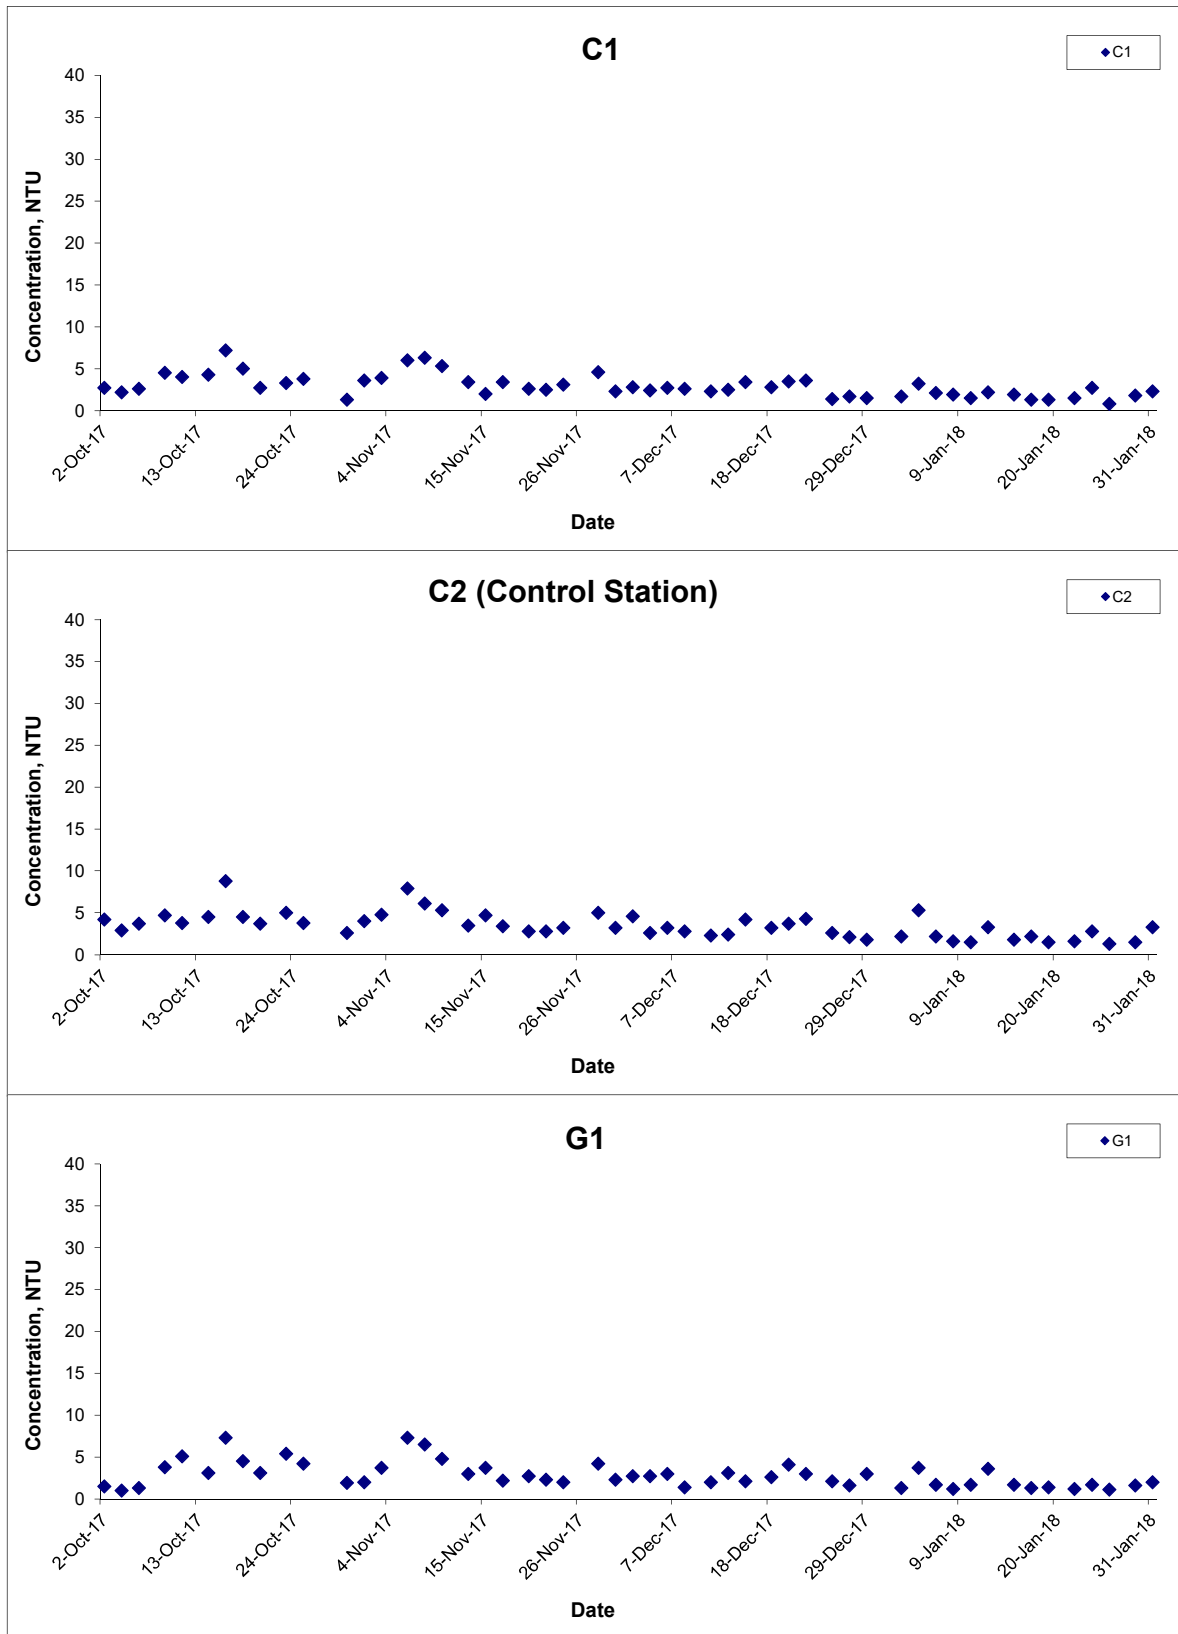 C1
C1
40
35
30
25
20
15
10
5
0
Concentration, NTU
2-Oct-17
13-Oct-17
24-Oct-17
4-Nov-17
15-Nov-17
26-Nov-17
7-Dec-17
18-Dec-17
29-Dec-17
9-Jan-18
20-Jan-18
31-Jan-18
Date
C2 (Control Station)
C2
40
35
30
25
20
15
10
5
0
Concentration, NTU
2-Oct-17
13-Oct-17
24-Oct-17
4-Nov-17
15-Nov-17
26-Nov-17
7-Dec-17
18-Dec-17
29-Dec-17
9-Jan-18
20-Jan-18
31-Jan-18
Date
G1
G1
40
35
30
25
20
15
10
5
0
Concentration, NTU
2-Oct-17
13-Oct-17
24-Oct-17
4-Nov-17
15-Nov-17
26-Nov-17
7-Dec-17
18-Dec-17
29-Dec-17
9-Jan-18
20-Jan-18
31-Jan-18
Date